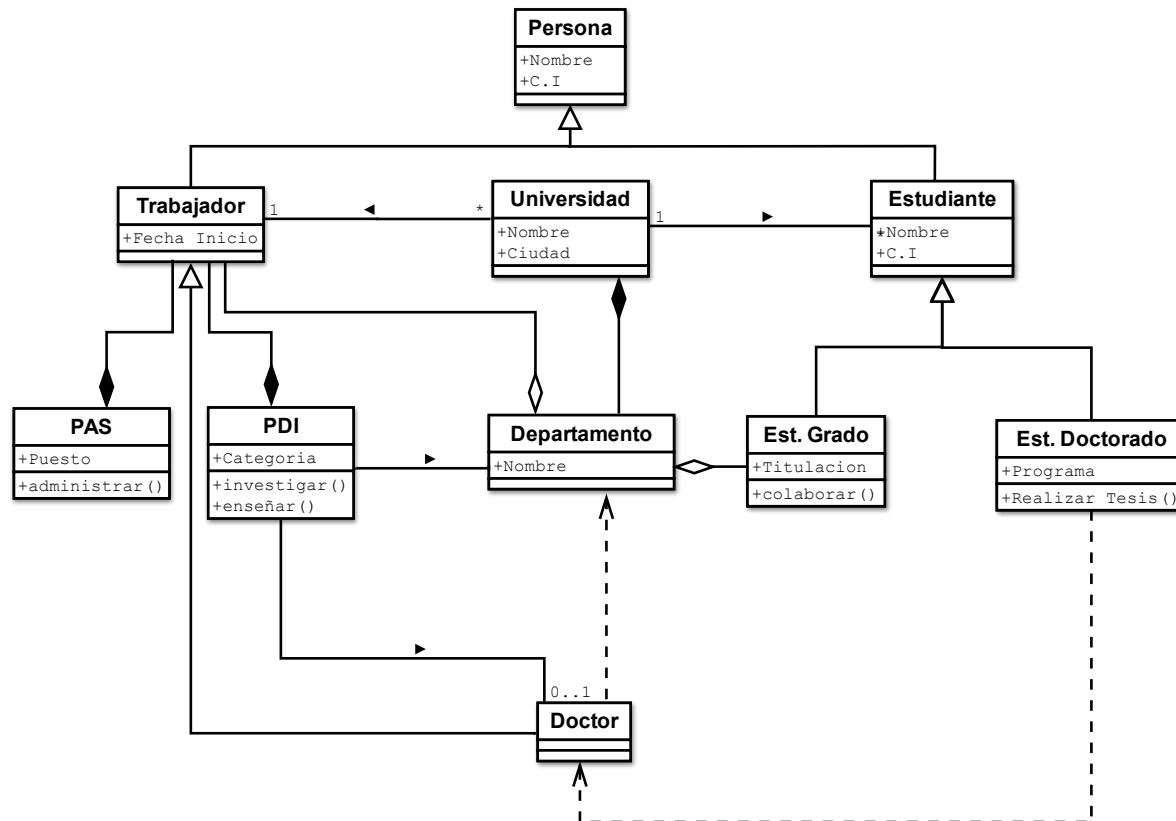 Persona
+Nombre
+C.I
Trabajador
+Fecha Inicio
1
*
Universidad
+Nombre
+Ciudad
1
Estudiante
*Nombre
+C.I
PAS
+Puesto
+administrar()
PDI
+Categoria
+investigar()
+enseñar()
Departamento
+Nombre
Est. Grado
+Titulacion
+colaborar()
Est. Doctorado
+Programa
+Realizar Tesis()
0..1
Doctor